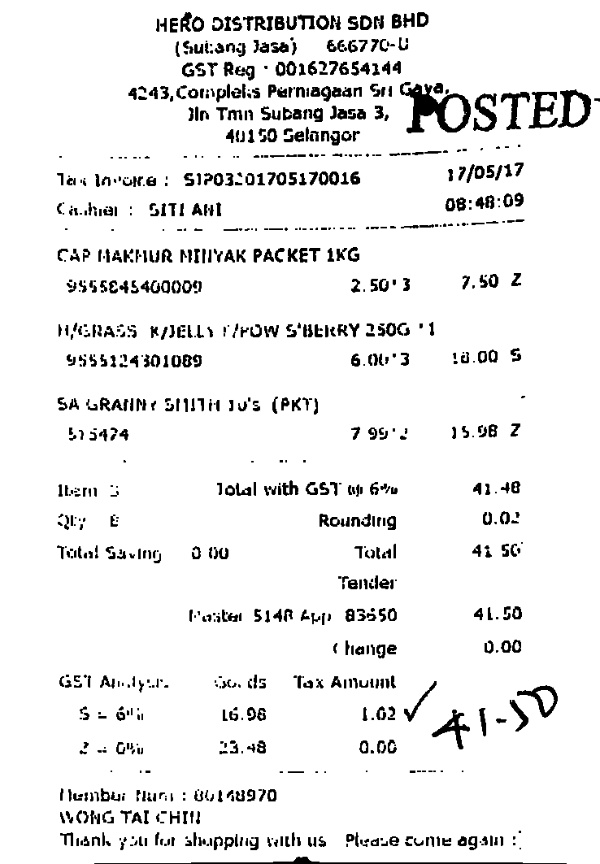 HERO DISTRIBUTION SDN BHD
(Subang Jasa) 666770-U
GST Reg : 001627654144
4243, Compleks Perniagaan Sri Gaya,
Jln Tmn Subang Jasa 3,
40150 Selangor
POSTED
Tax Invoice : SIP03201705170016 17/05/17
Cashier : SITI ANI 08:48:09
CAP MAKMUR MINYAK PACKET 1KG
9555845400009 2.50*3 7.50 Z
H/GRASS K/JELLY P/POW S'BERRY 250G *1
9555124301089 6.00*3 18.00 S
SA GRANNY SMITH 10's (PKT)
515474 7.99*2 15.98 Z
Item 3 Total with GST @ 6% 41.48
Qty 8 Rounding 0.02
Total Saving 0.00 Total 41.50
Tender
Master 5148 App 83650 41.50
Change 0.00
GST Analysis Goods Tax Amount
S = 6% 16.98 1.02 ✓
Z = 0% 23.48 0.00
41-50
Member Num : 80148970
WONG TAI CHIN
Thank you for shopping with us Please come again :